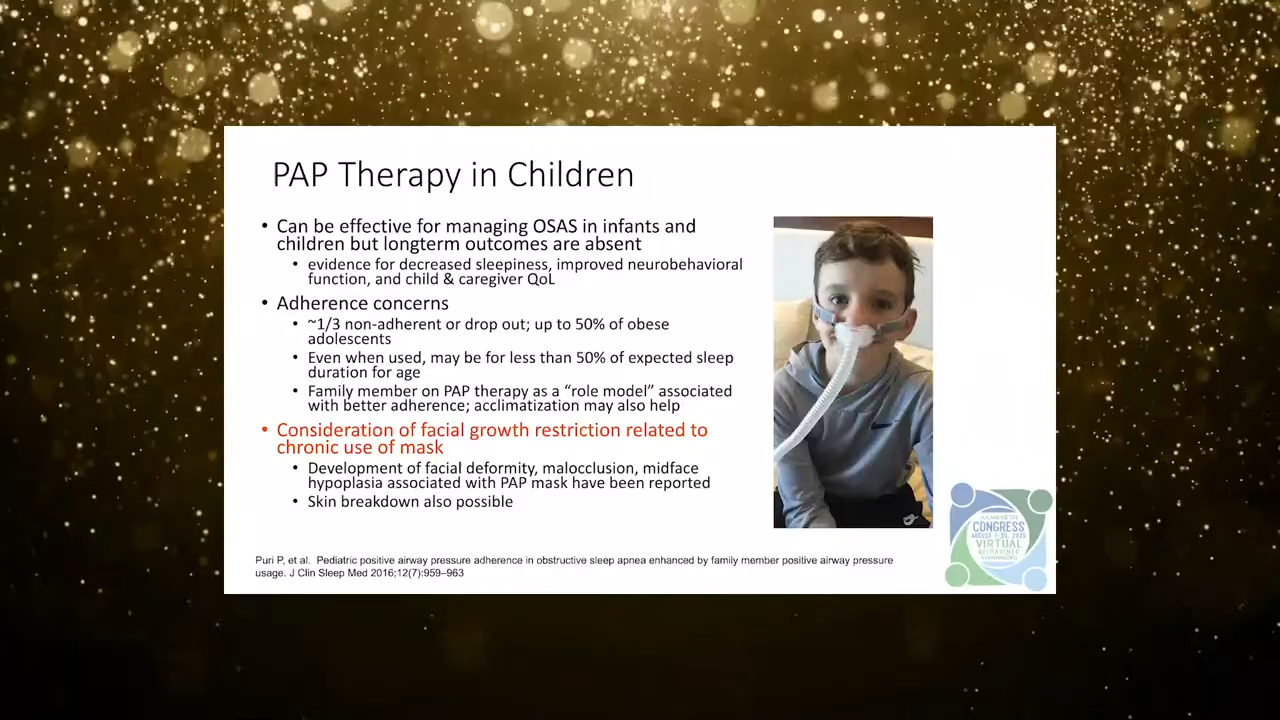 PAP Therapy in Children
• Can be effective for managing OSAS in infants and
children but longterm outcomes are absent
• evidence for decreased sleepiness, improved neurobehavioral
function, and child & caregiver QoL
• Adherence concerns
• ~1/3 non-adherent or drop out; up to 50% of obese
adolescents
• Even when used, may be for less than 50% of expected sleep
duration for age
• Family member on PAP therapy as a “role model” associated
with better adherence; acclimatization may also help
• Consideration of facial growth restriction related to
chronic use of mask
• Development of facial deformity, malocclusion, midface
hypoplasia associated with PAP mask have been reported
• Skin breakdown also possible
Puri P, et al. Pediatric positive airway pressure adherence in obstructive sleep apnea enhanced by family member positive airway pressure
usage. J Clin Sleep Med 2016;12(7):959–963
CONGRESS
VIRTUAL